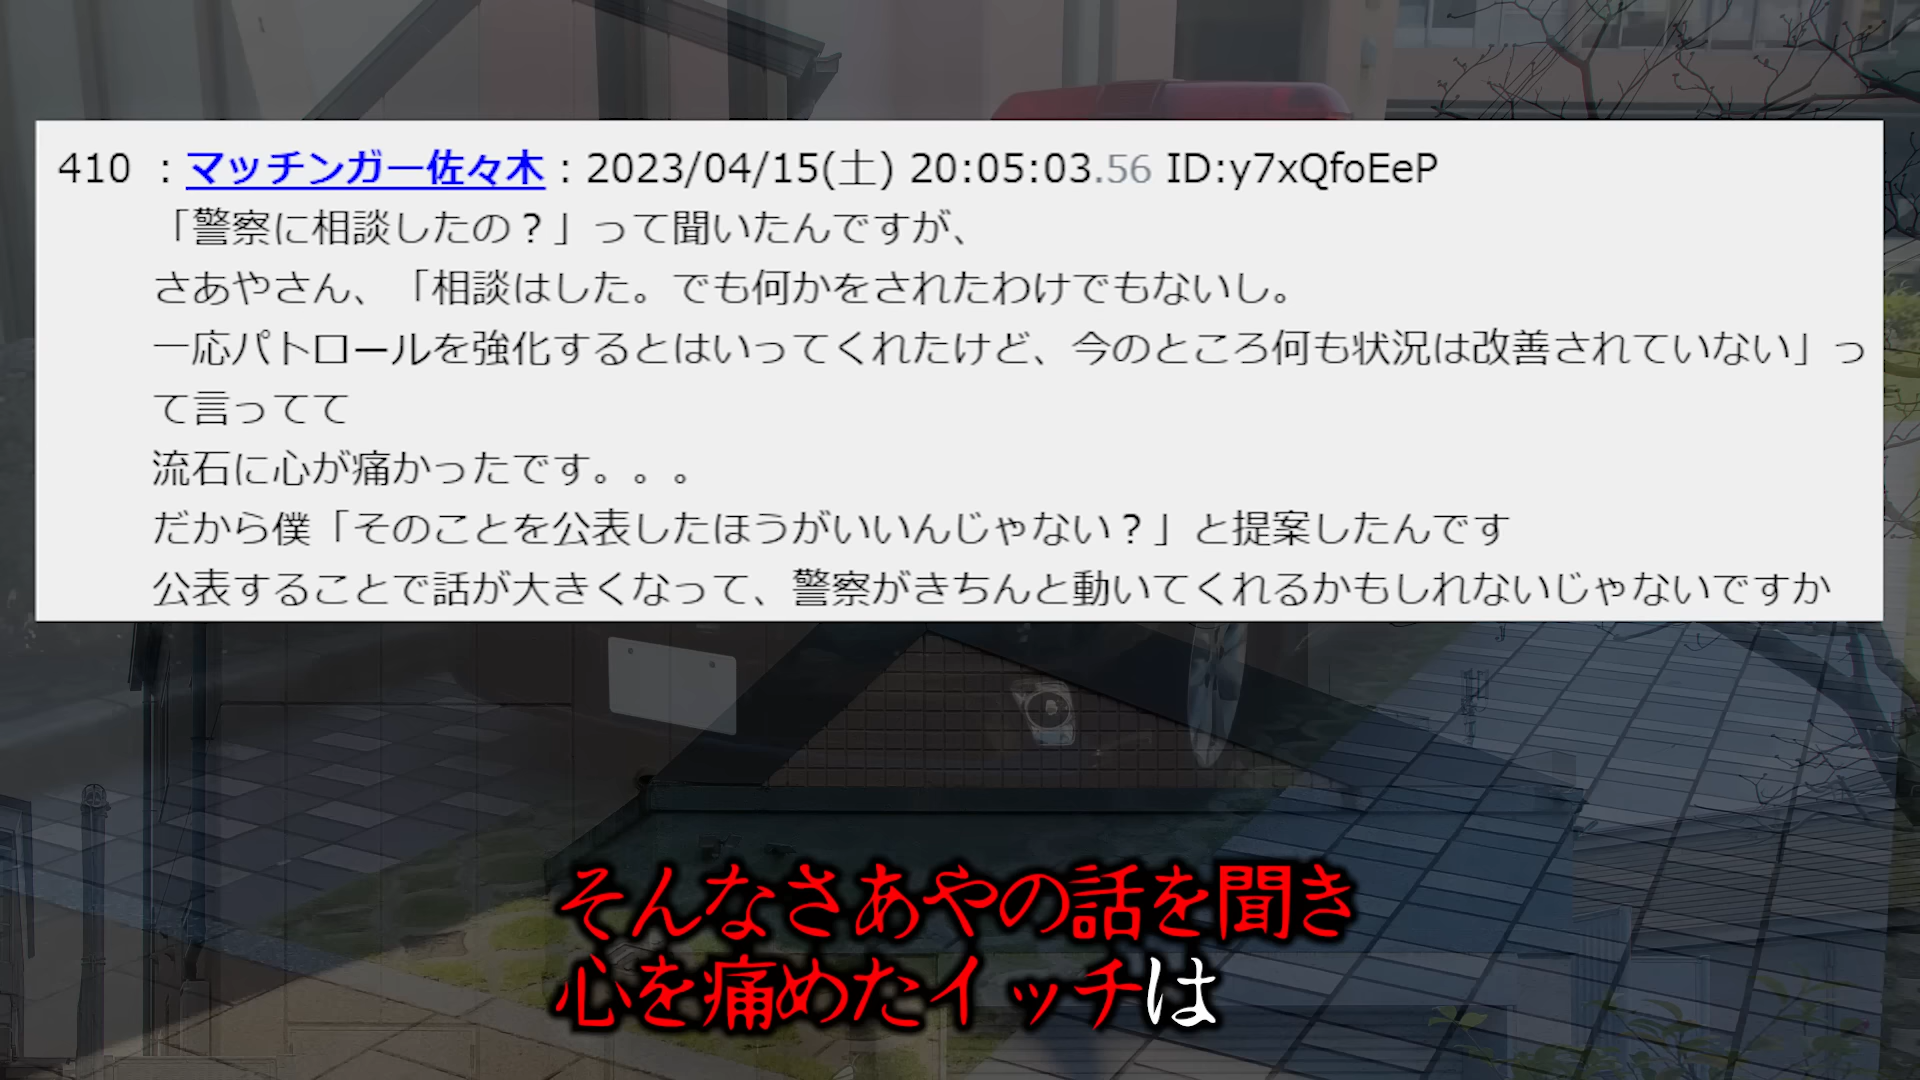 410 ：マッチンガー佐々木：2023/04/15(土) 20:05:03.56 ID:y7xQfoEeP
「警察に相談したの？」って聞いたんですが、
さあやさん、「相談はした。でも何かをされたわけでもないし。
一応パトロールを強化するとはいってくれたけど、今のところ何も状況は改善されていない」っ
て言ってて
流石に心が痛かったです。。。
だから僕「そのことを公表したほうがいいんじゃない？」と提案したんです
公表することで話が大きくなって、警察がきちんと動いてくれるかもしれないじゃないですか
そんなさあやの話を聞き
心を痛めたイッチは